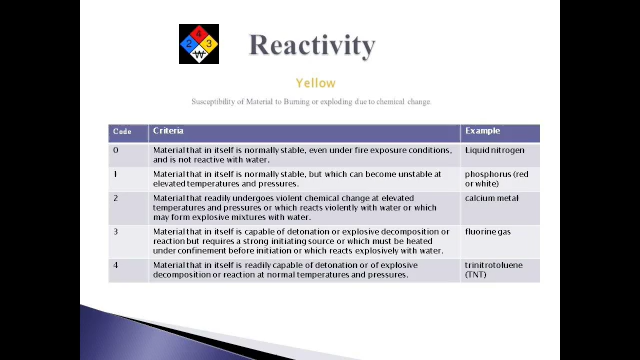 4
2 3
W
Reactivity
Yellow
Susceptibility of Material to Burning or exploding due to chemical change
Code Criteria Example
0 Material that in itself is normally stable, even under fire exposure conditions, Liquid nitrogen
and is not reactive with water.
1 Material that in itself is normally stable, but which can become unstable at phosphorus (red
elevated temperatures and pressures. or white)
2 Material that readily undergoes violent chemical change at elevated calcium metal
temperatures and pressures or which reacts violently with water or which
may form explosive mixtures with water.
3 Material that in itself is capable of detonation or explosive decomposition or fluorine gas
reaction but requires a strong initiating source or which must be heated
under confinement before initiation or which reacts explosively with water.
4 Material that in itself is readily capable of detonation or of explosive trinitrotoluene
decomposition or reaction at normal temperatures and pressures. (TNT)